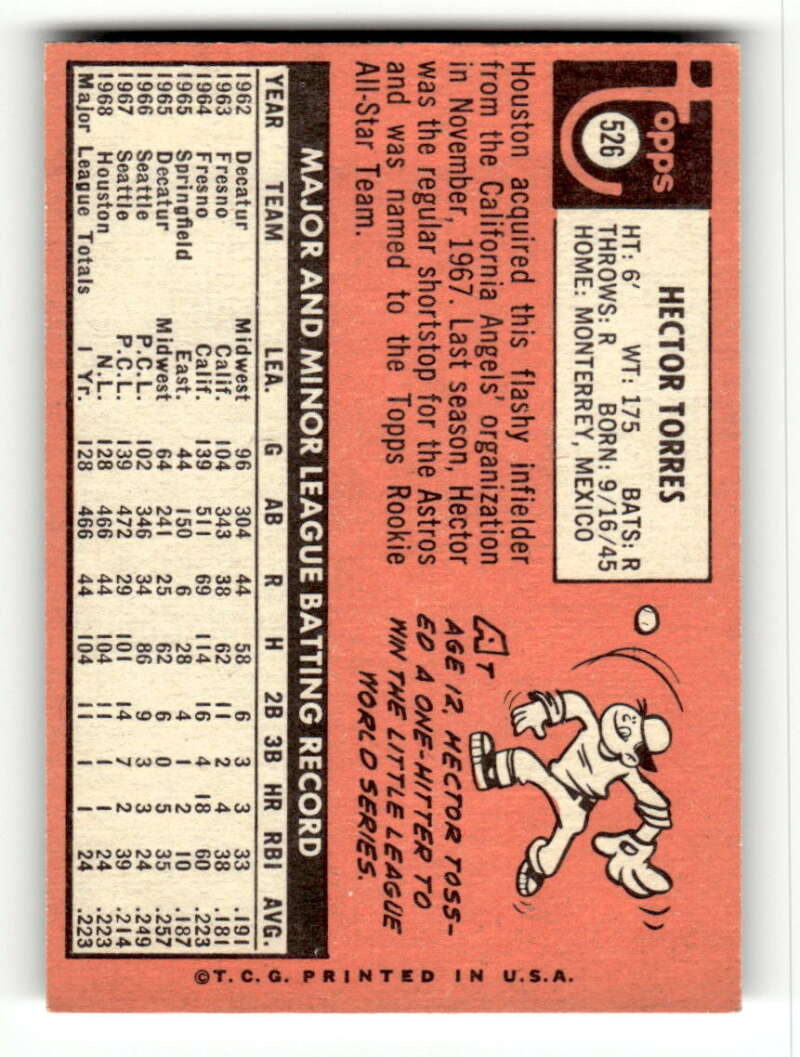 Topps
526
HECTOR TORRES
HT: 6' WT: 175 BATS: R
THROWS: R BORN: 9/16/45
HOME: MONTERREY, MEXICO
Houston acquired this flashy infielder
from the California Angels' organization
in November, 1967. Last season, Hector
was the regular shortstop for the Astros
and was named to the Topps Rookie
All-Star Team.
AT
AGE 12, HECTOR TOSS-
ED A ONE-HITTER TO
WIN THE LITTLE LEAGUE
WORLD SERIES.
MAJOR AND MINOR LEAGUE BATTING RECORD
YEAR TEAM LEA. G AB R H 2B 3B HR RBI AVG.
1962 Decatur Midwest 96 304 44 58 6 3 3 33 .191
1963 Fresno Calif. 104 343 38 62 11 2 4 38 .181
1964 Fresno Calif. 139 511 69 114 16 4 18 60 .223
1965 Springfield East. 44 150 6 28 4 1 2 10 .187
1965 Decatur Midwest 64 241 25 62 6 0 5 35 .257
1966 Seattle P.C.L. 102 346 34 86 9 3 3 24 .249
1967 Seattle P.C.L. 139 472 29 101 14 7 2 39 .214
1968 Houston N.L. 128 466 44 104 11 1 1 24 .223
Major League Totals 1 Yr. 128 466 44 104 11 1 1 24 .223
©T.C.G. PRINTED IN U.S.A.